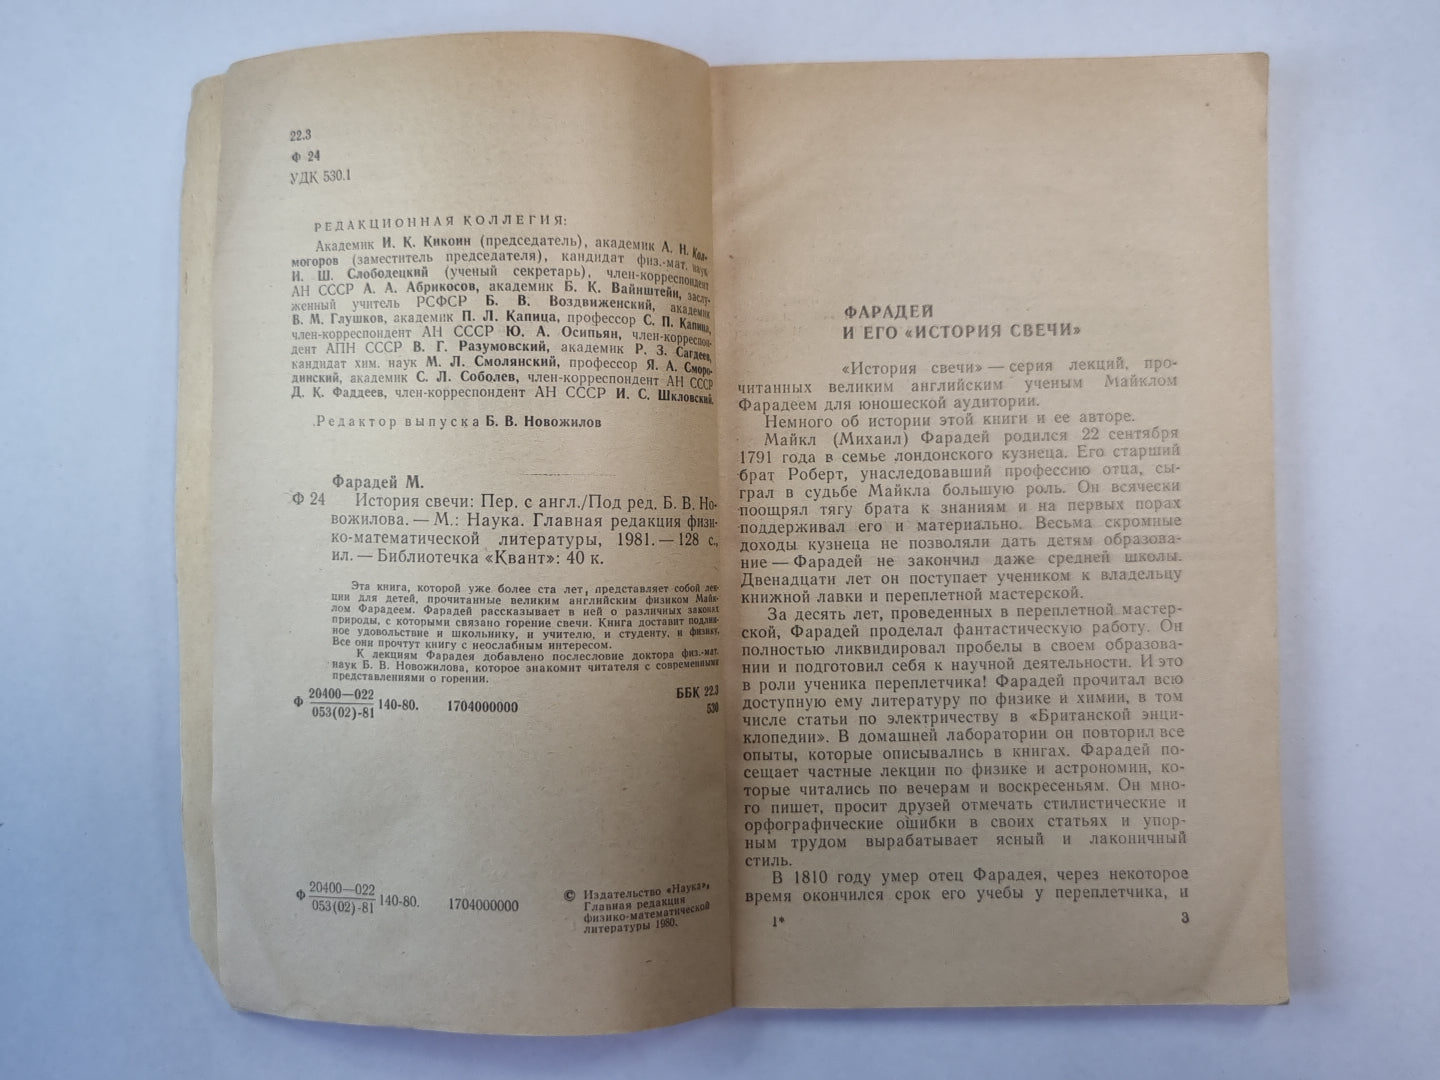 22.3
Ф 24
УДК 530.1
РЕДАКЦИОННАЯ КОЛЛЕГИЯ:
Академик И. К. Кикоин (председатель), академик А. Н. Кол-
могоров (заместитель председателя), кандидат физ.-мат. наук
И. Ш. Слободецкий (ученый секретарь), член-корреспондент
АН СССР А. А. Абрикосов, академик Б. К. Вайнштейн, заслу-
женный учитель РСФСР Б. В. Воздвиженский, академик
В. М. Глушков, академик П. Л. Капица, профессор С. П. Капица,
член-корреспондент АН СССР Ю. А. Осипьян, член-корреспон-
дент АПН СССР В. Г. Разумовский, академик Р. З. Сагдеев,
кандидат хим. наук М. Л. Смолянский, профессор Я. А. Сморо-
динский, академик С. Л. Соболев, член-корреспондент АН СССР
Д. К. Фаддеев, член-корреспондент АН СССР И. С. Шкловский.
Редактор выпуска Б. В. Новожилов
Фарадей М.
Ф 24 История свечи: Пер. с англ./Под ред. Б. В. Но-
вожилова. — М.: Наука. Главная редакция физи-
ко-математической литературы, 1981. — 128 с.,
ил. — Библиотечка «Квант»: 40 к.
Эта книга, которой уже более ста лет, представляет собой лек-
ции для детей, прочитанные великим английским физиком Майк-
лом Фарадеем. Фарадей рассказывает в ней о различных законах
природы, с которыми связано горение свечи. Книга доставит подлин-
ное удовольствие и школьнику, и учителю, и студенту, и физику.
Все они прочтут книгу с неослабным интересом.
К лекциям Фарадея добавлено послесловие доктора физ.-мат.
наук Б. В. Новожилова, которое знакомит читателя с современными
представлениями о горении.
Ф 20400—022
053(02)-81 140-80. 1704000000
ББК 22.3
530
Ф 20400—022
053(02)-81 140-80. 1704000000
© Издательство «Наука»,
Главная редакция
физико-математической
литературы 1980.
ФАРАДЕЙ
И ЕГО «ИСТОРИЯ СВЕЧИ»
«История свечи» — серия лекций, про-
читанных великим английским ученым Майклом
Фарадеем для юношеской аудитории.
Немного об истории этой книги и ее авторе.
Майкл (Михаил) Фарадей родился 22 сентября
1791 года в семье лондонского кузнеца. Его старший
брат Роберт, унаследовавший профессию отца, сы-
грал в судьбе Майкла большую роль. Он всячески
поощрял тягу брата к знаниям и на первых порах
поддерживал его и материально. Весьма скромные
доходы кузнеца не позволяли дать детям образова-
ние — Фарадей не закончил даже средней школы.
Двенадцати лет он поступает учеником к владельцу
книжной лавки и переплетной мастерской.
За десять лет, проведенных в переплетной мастер-
ской, Фарадей проделал фантастическую работу. Он
полностью ликвидировал пробелы в своем образова-
нии и подготовил себя к научной деятельности. И это
в роли ученика переплетчика! Фарадей прочитал всю
доступную ему литературу по физике и химии, в том
числе статьи по электричеству в «Британской энци-
клопедии». В домашней лаборатории он повторил все
опыты, которые описывались в книгах. Фарадей по-
сещает частные лекции по физике и астрономии, ко-
торые читались по вечерам и воскресеньям. Он мно-
го пишет, просит друзей отмечать стилистические и
орфографические ошибки в своих статьях и упор-
ным трудом вырабатывает ясный и лаконичный
стиль.
В 1810 году умер отец Фарадея, через некоторое
время окончился срок его учебы у переплетчика, и
1*
3